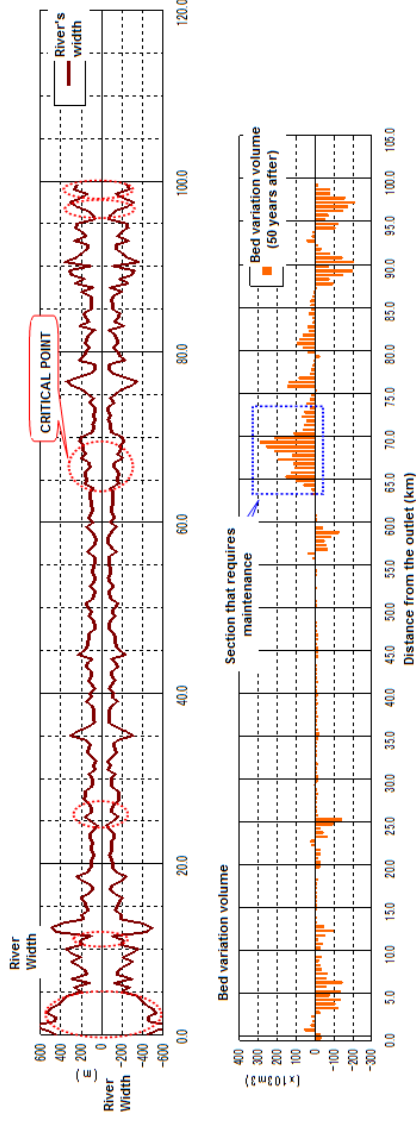 River
Width
600
400
200
0
-200
-400
-600
(m)
River
Width
0.0 20.0 40.0 60.0 80.0 100.0 120.0
CRITICAL POINT
River's
width
Bed variation volume
400
300
200
100
0
-100
-200
-300
(x103m3)
Section that requires
maintenance
Bed variation volume
(50 years after)
0.0 5.0 10.0 15.0 20.0 25.0 30.0 35.0 40.0 45.0 50.0 55.0 60.0 65.0 70.0 75.0 80.0 85.0 90.0 95.0 100.0 105.0
Distance from the outlet (km)